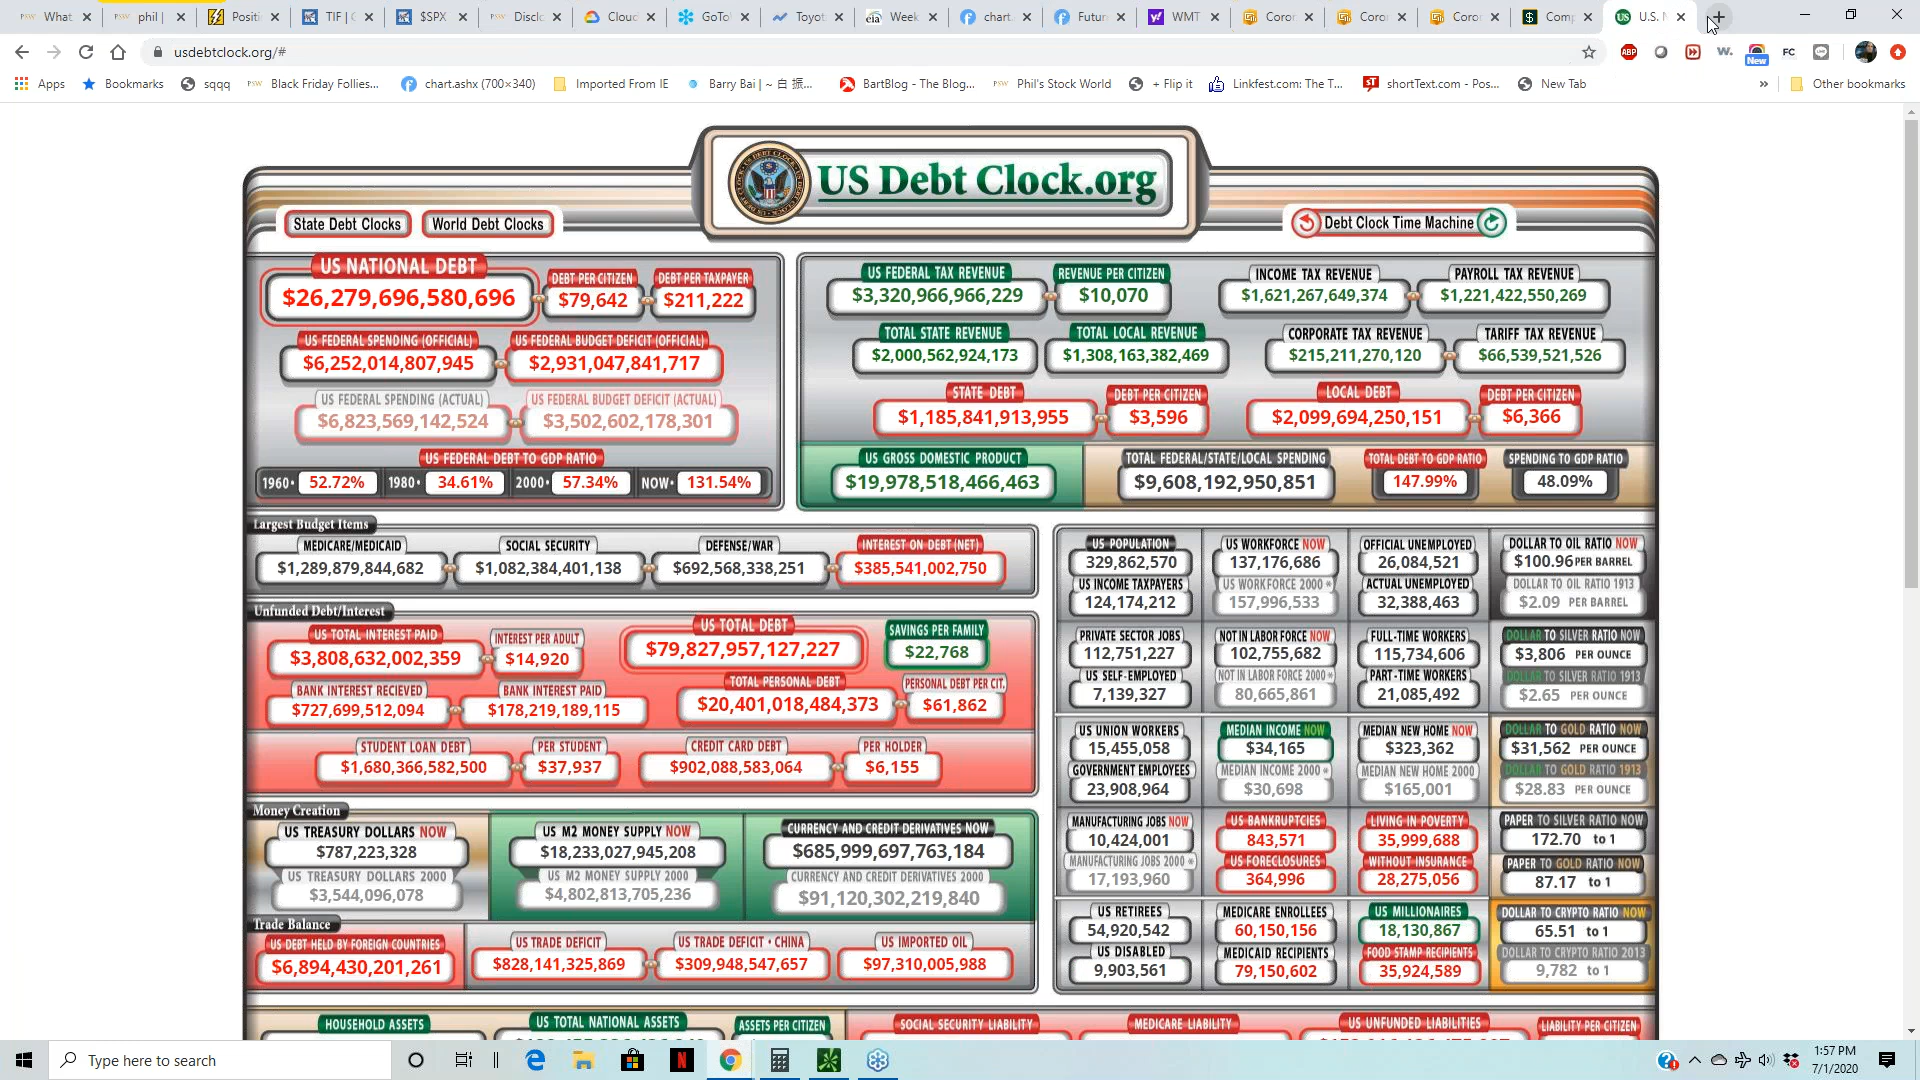 What
phil |
Positi
TIF |
$SPX
Disclo
Clouc
GoTo
Toyot
Week
chart.
Futur
WMT
Coror
Coror
Coror
Comp
U.S. N
usdebtclock.org/#
Apps
Bookmarks
sqqq
Black Friday Follies...
chart.ashx (700×340)
Imported From IE
Barry Bai | ~ 白 振...
BartBlog - The Blog...
Phil's Stock World
+ Flip it
Linkfest.com: The T...
shortText.com - Pos...
New Tab
»
Other bookmarks
US Debt Clock.org
State Debt Clocks
World Debt Clocks
Debt Clock Time Machine
US NATIONAL DEBT
$26,279,696,580,696
DEBT PER CITIZEN
$79,642
DEBT PER TAXPAYER
$211,222
US FEDERAL SPENDING (OFFICIAL)
$6,252,014,807,945
US FEDERAL BUDGET DEFICIT (OFFICIAL)
$2,931,047,841,717
US FEDERAL SPENDING (ACTUAL)
$6,823,569,142,524
US FEDERAL BUDGET DEFICIT (ACTUAL)
$3,502,602,178,301
US FEDERAL DEBT TO GDP RATIO
1960• 52.72% 1980• 34.61% 2000• 57.34% NOW• 131.54%
US FEDERAL TAX REVENUE
$3,320,966,966,229
REVENUE PER CITIZEN
$10,070
INCOME TAX REVENUE
$1,621,267,649,374
PAYROLL TAX REVENUE
$1,221,422,550,269
TOTAL STATE REVENUE
$2,000,562,924,173
TOTAL LOCAL REVENUE
$1,308,163,382,469
CORPORATE TAX REVENUE
$215,211,270,120
TARIFF TAX REVENUE
$66,539,521,526
STATE DEBT
$1,185,841,913,955
DEBT PER CITIZEN
$3,596
LOCAL DEBT
$2,099,694,250,151
DEBT PER CITIZEN
$6,366
US GROSS DOMESTIC PRODUCT
$19,978,518,466,463
TOTAL FEDERAL/STATE/LOCAL SPENDING
$9,608,192,950,851
TOTAL DEBT TO GDP RATIO
147.99%
SPENDING TO GDP RATIO
48.09%
Largest Budget Items
MEDICARE/MEDICAID
$1,289,879,844,682
SOCIAL SECURITY
$1,082,384,401,138
DEFENSE/WAR
$692,568,338,251
INTEREST ON DEBT (NET)
$385,541,002,750
Unfunded Debt/Interest
US TOTAL INTEREST PAID
$3,808,632,002,359
INTEREST PER ADULT
$14,920
US TOTAL DEBT
$79,827,957,127,227
SAVINGS PER FAMILY
$22,768
BANK INTEREST RECIEVED
$727,699,512,094
BANK INTEREST PAID
$178,219,189,115
TOTAL PERSONAL DEBT
$20,401,018,484,373
PERSONAL DEBT PER CIT.
$61,862
STUDENT LOAN DEBT
$1,680,366,582,500
PER STUDENT
$37,937
CREDIT CARD DEBT
$902,088,583,064
PER HOLDER
$6,155
Money Creation
US TREASURY DOLLARS NOW
$787,223,328
US TREASURY DOLLARS 2000
$3,544,096,078
US M2 MONEY SUPPLY NOW
$18,233,027,945,208
US M2 MONEY SUPPLY 2000
$4,802,813,705,236
CURRENCY AND CREDIT DERIVATIVES NOW
$685,999,697,763,184
CURRENCY AND CREDIT DERIVATIVES 2000
$91,120,302,219,840
Trade Balance
US DEBT HELD BY FOREIGN COUNTRIES
$6,894,430,201,261
US TRADE DEFICIT
$828,141,325,869
US TRADE DEFICIT • CHINA
$309,948,547,657
US IMPORTED OIL
$97,310,005,988
US POPULATION
329,862,570
US INCOME TAXPAYERS
124,174,212
US WORKFORCE NOW
137,176,686
US WORKFORCE 2000 *
157,996,533
OFFICIAL UNEMPLOYED
26,084,521
ACTUAL UNEMPLOYED
32,388,463
DOLLAR TO OIL RATIO NOW
$100.96 PER BARREL
DOLLAR TO OIL RATIO 1913
$2.09 PER BARREL
PRIVATE SECTOR JOBS
112,751,227
US SELF-EMPLOYED
7,139,327
NOT IN LABOR FORCE NOW
102,755,682
NOT IN LABOR FORCE 2000 *
80,665,861
FULL-TIME WORKERS
115,734,606
PART-TIME WORKERS
21,085,492
DOLLAR TO SILVER RATIO NOW
$3,806 PER OUNCE
DOLLAR TO SILVER RATIO 1913
$2.65 PER OUNCE
US UNION WORKERS
15,455,058
GOVERNMENT EMPLOYEES
23,908,964
MEDIAN INCOME NOW
$34,165
MEDIAN INCOME 2000 *
$30,698
MEDIAN NEW HOME NOW
$323,362
MEDIAN NEW HOME 2000
$165,001
DOLLAR TO GOLD RATIO NOW
$31,562 PER OUNCE
DOLLAR TO GOLD RATIO 1913
$28.83 PER OUNCE
MANUFACTURING JOBS NOW
10,424,001
MANUFACTURING JOBS 2000 *
17,193,960
US BANKRUPTCIES
843,571
US FORECLOSURES
364,996
LIVING IN POVERTY
35,999,688
WITHOUT INSURANCE
28,275,056
PAPER TO SILVER RATIO NOW
172.70 to 1
PAPER TO GOLD RATIO NOW
87.17 to 1
US RETIREES
54,920,542
US DISABLED
9,903,561
MEDICARE ENROLLEES
60,150,156
MEDICAID RECIPIENTS
79,150,602
US MILLIONAIRES
18,130,867
FOOD STAMP RECIPIENTS
35,924,589
DOLLAR TO CRYPTO RATIO NOW
65.51 to 1
DOLLAR TO CRYPTO RATIO 2013
9,782 to 1
HOUSEHOLD ASSETS
US TOTAL NATIONAL ASSETS
ASSETS PER CITIZEN
SOCIAL SECURITY LIABILITY
MEDICARE LIABILITY
US UNFUNDED LIABILITIES
LIABILITY PER CITIZEN
Type here to search
1:57 PM
7/1/2020